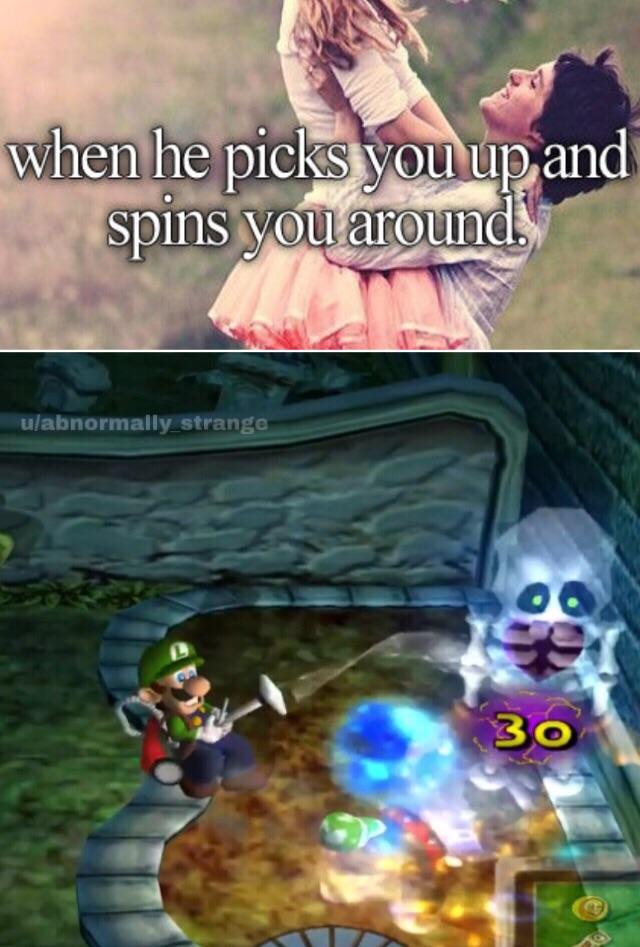 when he picks you up and
spins you around.
u/abnormally_strange
L
30